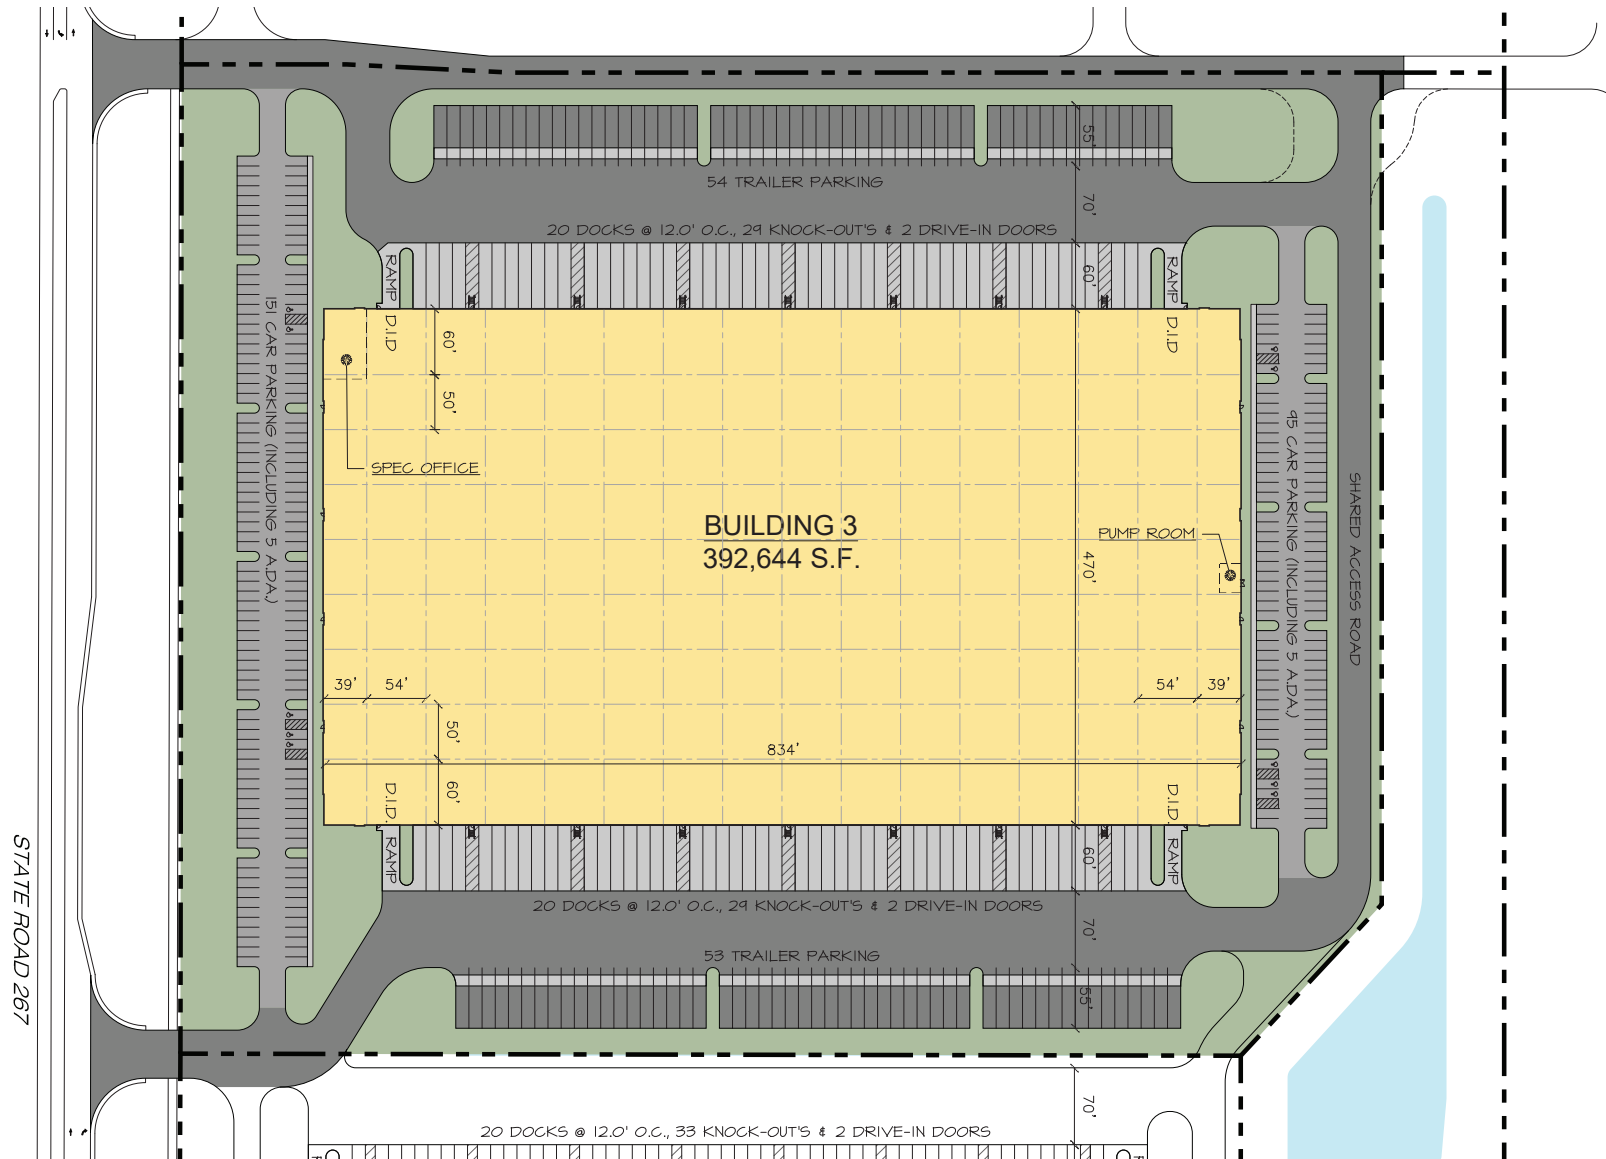 55'
54 TRAILER PARKING
70'
20 DOCKS @ 12.0' O.C., 29 KNOCK-OUT'S & 2 DRIVE-IN DOORS
RAMP
60'
RAMP
D.I.D
D.I.D
60'
50'
151 CAR PARKING (INCLUDING 5 A.D.A.)
SPEC OFFICE
95 CAR PARKING (INCLUDING 5 A.D.A.)
SHARED ACCESS ROAD
BUILDING 3
392,644 S.F.
PUMP ROOM
470'
39'
54'
54'
39'
50'
834'
60'
D.I.D.
D.I.D.
RAMP
60'
RAMP
STATE ROAD 267
20 DOCKS @ 12.0' O.C., 29 KNOCK-OUT'S & 2 DRIVE-IN DOORS
70'
53 TRAILER PARKING
55'
70'
20 DOCKS @ 12.0' O.C., 33 KNOCK-OUT'S & 2 DRIVE-IN DOORS